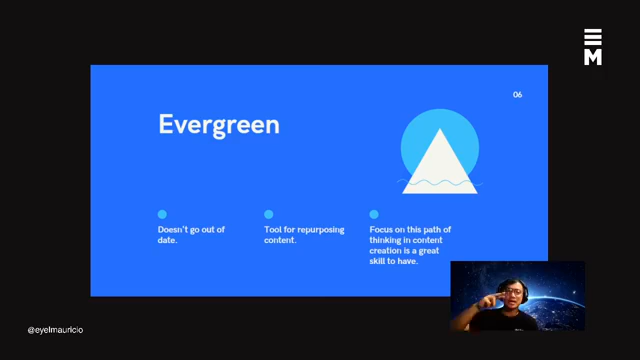 M
06
Evergreen
Doesn't go out of
date.
Tool for repurposing
content.
Focus on this path of
thinking in content
creation is a great
skill to have.
@eyelmauricio